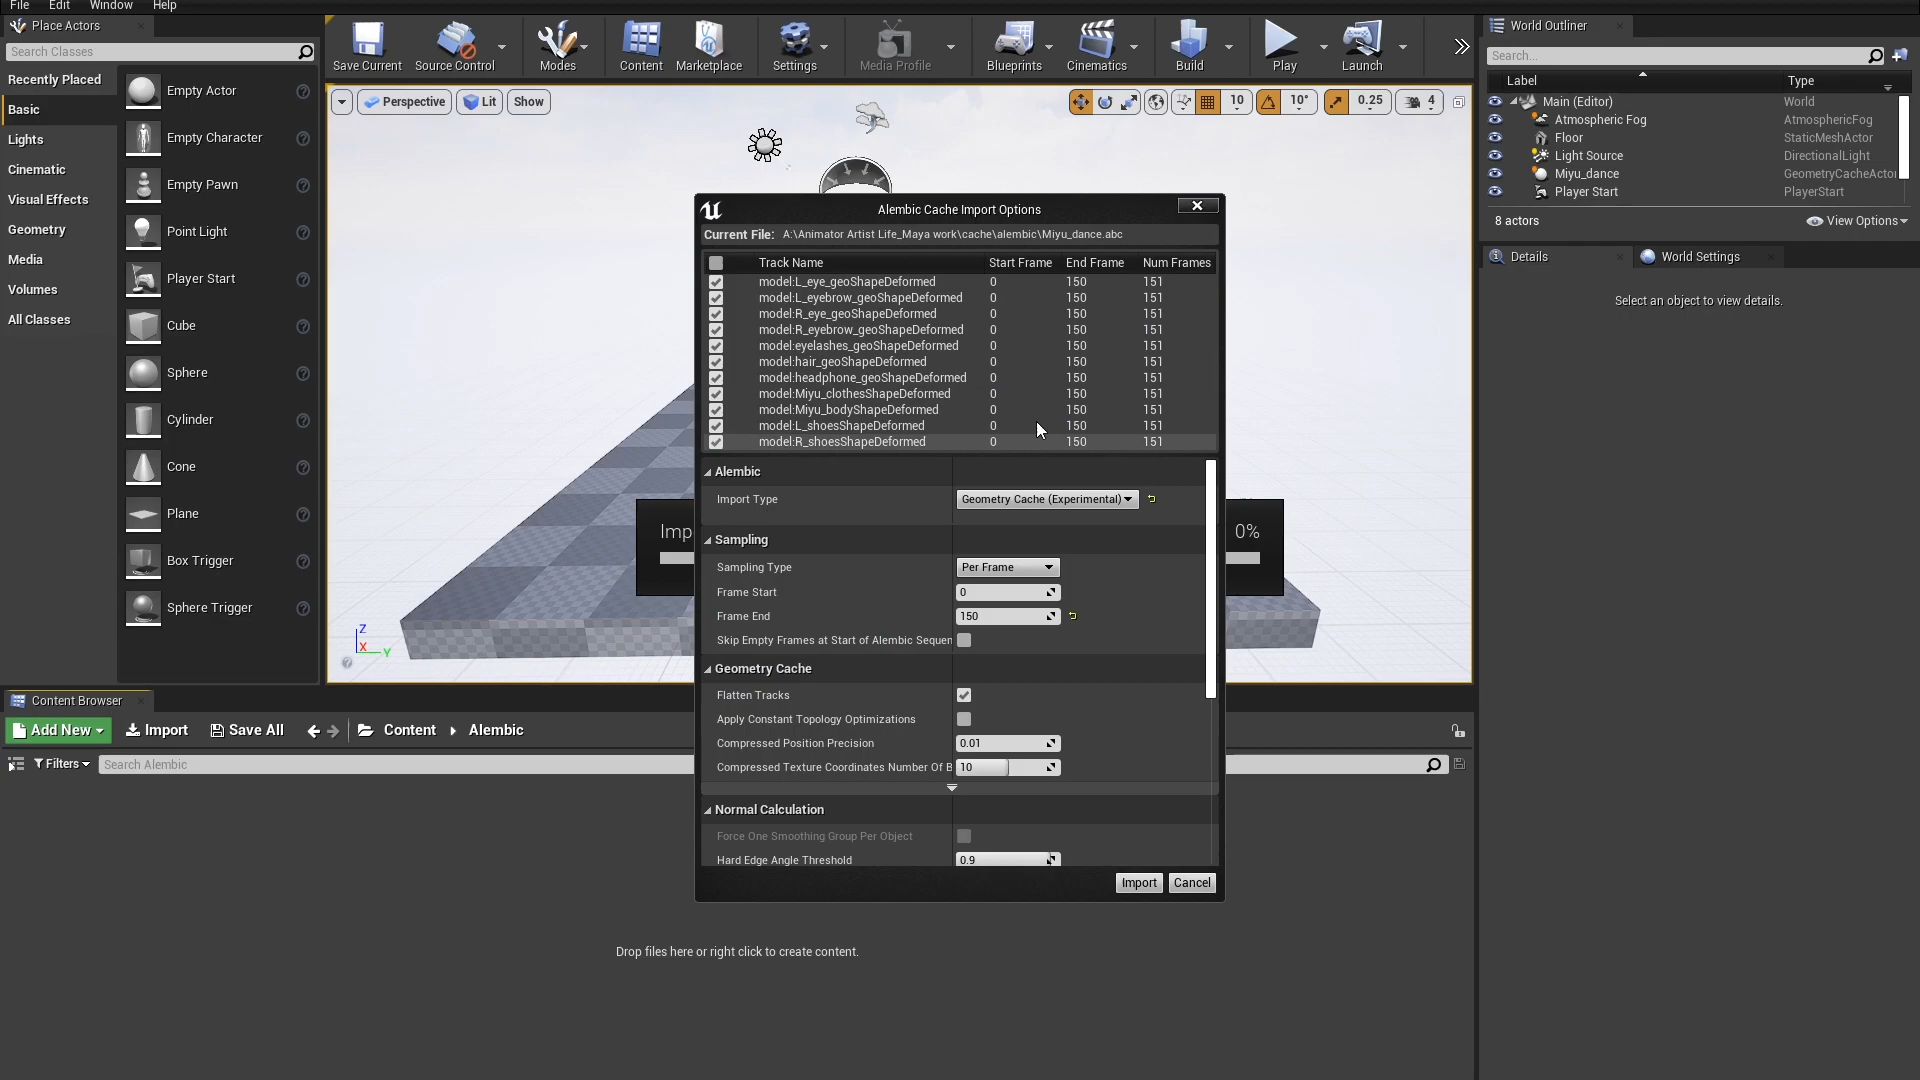 File Edit Window Help
Place Actors
Search Classes
Recently Placed
Basic
Lights
Cinematic
Visual Effects
Geometry
Media
Volumes
All Classes
Empty Actor
Empty Character
Empty Pawn
Point Light
Player Start
Cube
Sphere
Cylinder
Cone
Plane
Box Trigger
Sphere Trigger
Save Current Source Control Modes Content Marketplace Settings Media Profile Blueprints Cinematics Build Play Launch
Perspective Lit Show 10 10° 0.25 4
Z
X
Y
Imp 0%
Alembic Cache Import Options
Current File: A:\Animator Artist Life_Maya work\cache\alembic\Miyu_dance.abc
Track Name Start Frame End Frame Num Frames
model:L_eye_geoShapeDeformed 0 150 151
model:L_eyebrow_geoShapeDeformed 0 150 151
model:R_eye_geoShapeDeformed 0 150 151
model:R_eyebrow_geoShapeDeformed 0 150 151
model:eyelashes_geoShapeDeformed 0 150 151
model:hair_geoShapeDeformed 0 150 151
model:headphone_geoShapeDeformed 0 150 151
model:Miyu_clothesShapeDeformed 0 150 151
model:Miyu_bodyShapeDeformed 0 150 151
model:L_shoesShapeDeformed 0 150 151
model:R_shoesShapeDeformed 0 150 151
Alembic
Import Type Geometry Cache (Experimental)
Sampling
Sampling Type Per Frame
Frame Start 0
Frame End 150
Skip Empty Frames at Start of Alembic Sequen
Geometry Cache
Flatten Tracks
Apply Constant Topology Optimizations
Compressed Position Precision 0.01
Compressed Texture Coordinates Number Of B 10
Normal Calculation
Force One Smoothing Group Per Object
Hard Edge Angle Threshold 0.9
Import Cancel
World Outliner
Search...
Label Type
Main (Editor) World
Atmospheric Fog AtmosphericFog
Floor StaticMeshActor
Light Source DirectionalLight
Miyu_dance GeometryCacheActor
Player Start PlayerStart
8 actors View Options
Details World Settings
Select an object to view details.
Content Browser
Add New Import Save All Content Alembic
Filters Search Alembic
Drop files here or right click to create content.